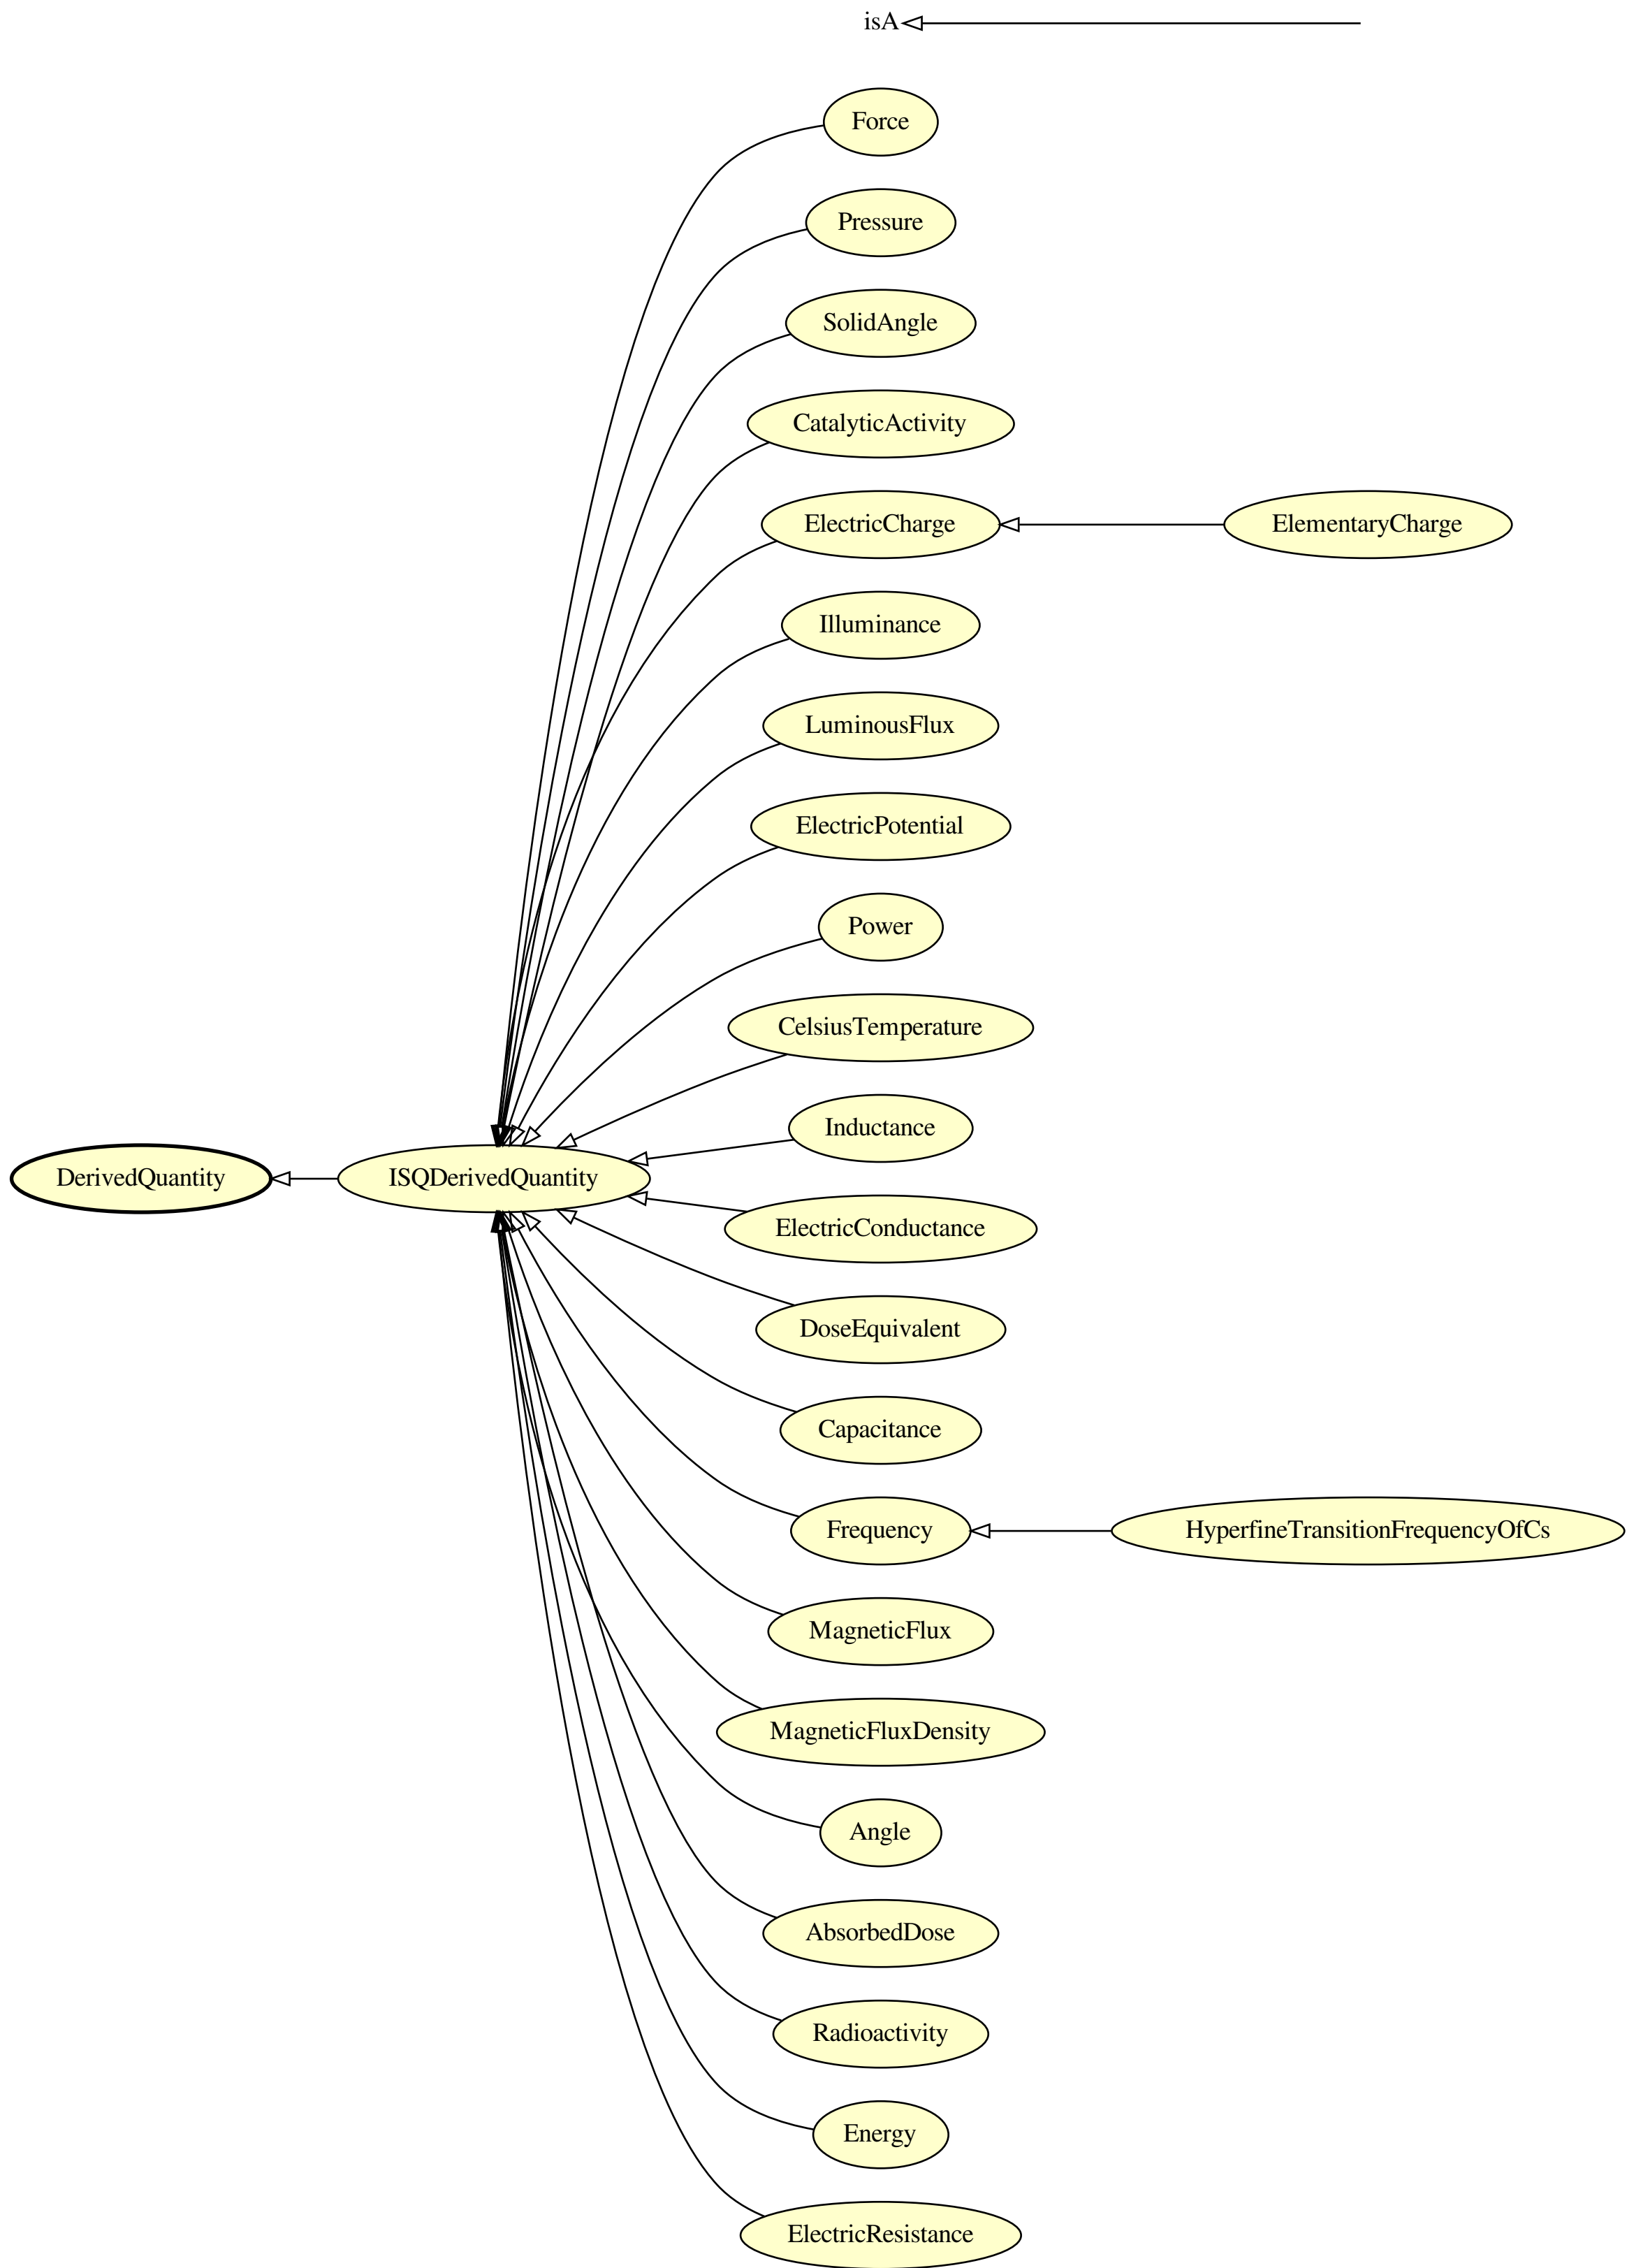 isA
Force
Pressure
SolidAngle
CatalyticActivity
ElectricCharge
ElementaryCharge
Illuminance
LuminousFlux
ElectricPotential
Power
CelsiusTemperature
Inductance
DerivedQuantity
ISQDerivedQuantity
ElectricConductance
DoseEquivalent
Capacitance
Frequency
HyperfineTransitionFrequencyOfCs
MagneticFlux
MagneticFluxDensity
Angle
AbsorbedDose
Radioactivity
Energy
ElectricResistance